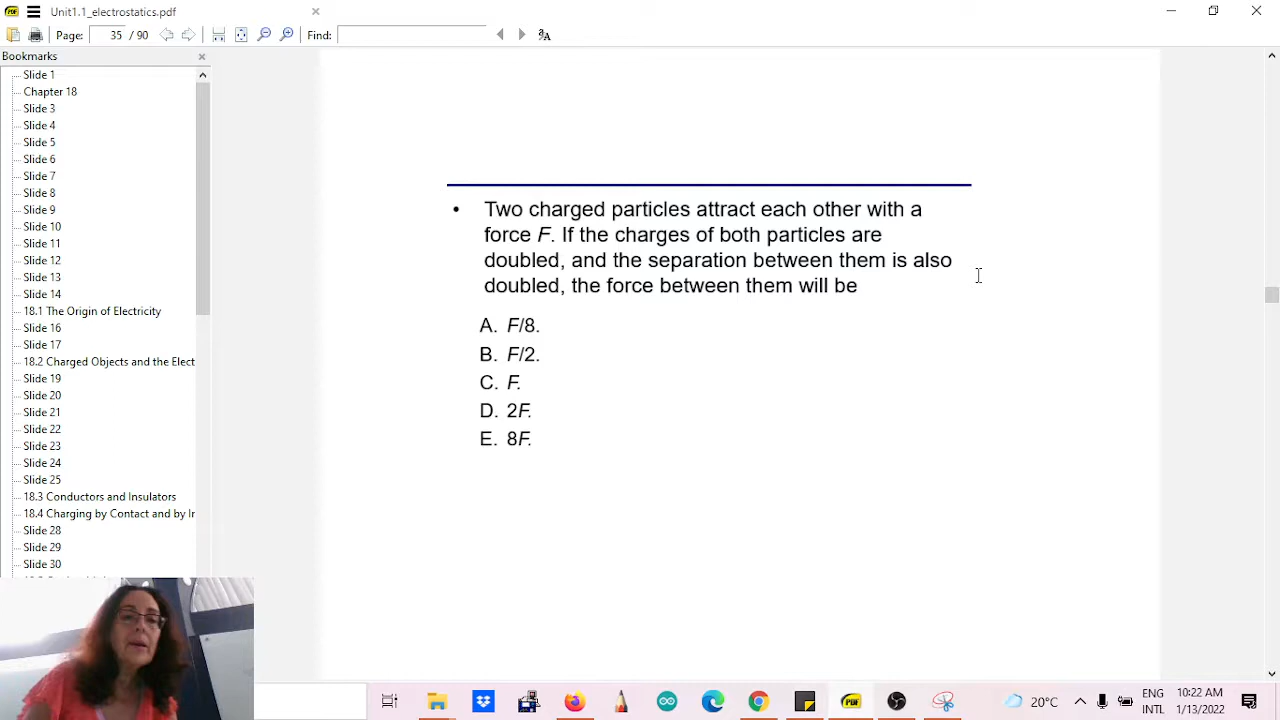 Unit1.1_electrostatics.pdf
Page: 35 / 90 Find:
Bookmarks
Slide 1
Chapter 18
Slide 3
Slide 4
Slide 5
Slide 6
Slide 7
Slide 8
Slide 9
Slide 10
Slide 11
Slide 12
Slide 13
Slide 14
18.1 The Origin of Electricity
Slide 16
Slide 17
18.2 Charged Objects and the Elect
Slide 19
Slide 20
Slide 21
Slide 22
Slide 23
Slide 24
Slide 25
18.3 Conductors and Insulators
18.4 Charging by Contact and by Ir
Slide 28
Slide 29
Slide 30
• Two charged particles attract each other with a
force F. If the charges of both particles are
doubled, and the separation between them is also
doubled, the force between them will be
A. F/8.
B. F/2.
C. F.
D. 2F.
E. 8F.
20°C
ENG
INTL
10:22 AM
1/13/2022